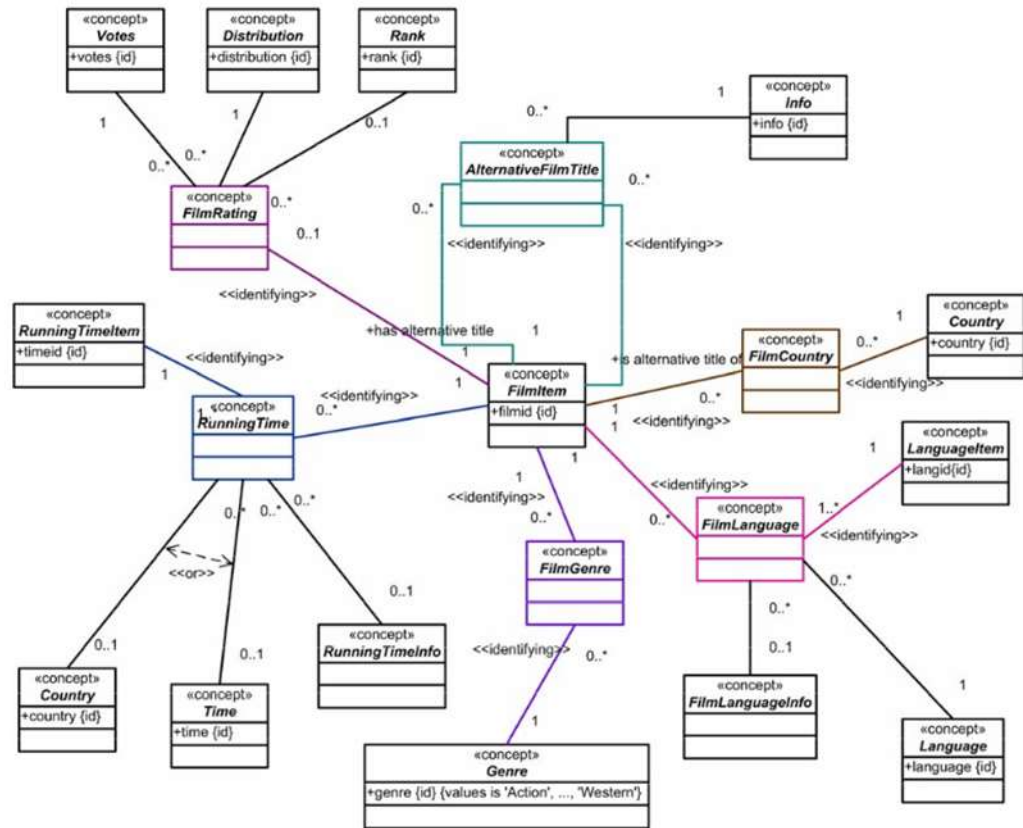 «concept»
Votes
+votes {id}
«concept»
Distribution
+distribution {id}
«concept»
Rank
+rank {id}
1
1
0..1
0..*
0..*
0..*
«concept»
FilmRating
0..1
«concept»
Info
+info {id}
1
0..*
«concept»
AlternativeFilmTitle
0..*
0..*
<<identifying>>
<<identifying>>
<<identifying>>
+has alternative title
1
1
1
+is alternative title of
«concept»
FilmItem
+filmid {id}
«concept»
FilmCountry
0..*
1
«concept»
Country
+country {id}
<<identifying>>
0..*
1
<<identifying>>
«concept»
RunningTimeItem
+timeid {id}
<<identifying>>
1
<<identifying>>
0..*
1
«concept»
RunningTime
1
1
<<identifying>>
0..*
<<identifying>>
0..*
«concept»
LanguageItem
+langid{id}
1
1..*
<<identifying>>
«concept»
FilmLanguage
0..*
0..*
0..*
<<or>>
0..1
0..1
0..1
«concept»
FilmGenre
<<identifying>>
0..*
1
0..*
0..1
0..*
1
«concept»
Country
+country {id}
«concept»
Time
+time {id}
«concept»
RunningTimeInfo
«concept»
FilmLanguageInfo
«concept»
Language
+language {id}
«concept»
Genre
+genre {id} {values is 'Action', ..., 'Western'}